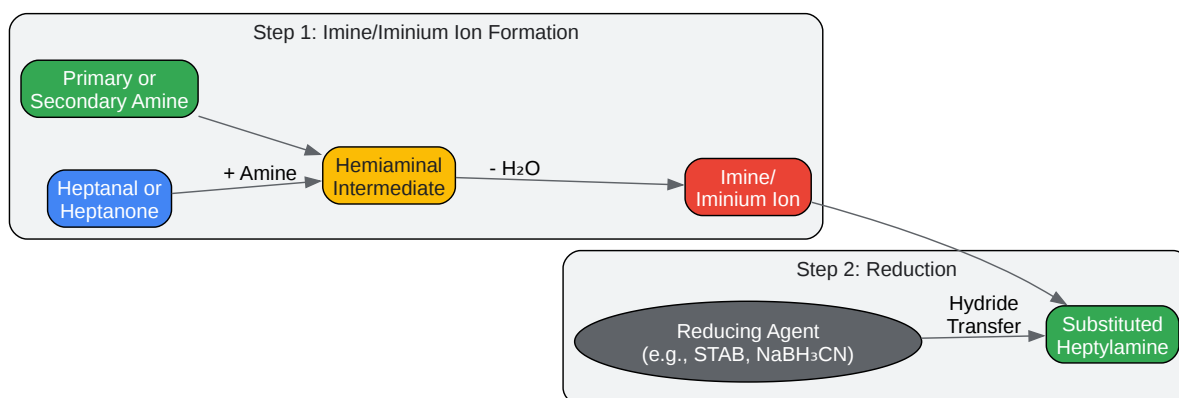 Step 1: Imine/Iminium Ion Formation
Primary or
Secondary Amine
Heptanal or
Heptanone
+ Amine
Hemiaminal
Intermediate
- H₂O
Imine/
Iminium Ion
Step 2: Reduction
Reducing Agent
(e.g., STAB, NaBH₃CN)
Hydride
Transfer
Substituted
Heptylamine